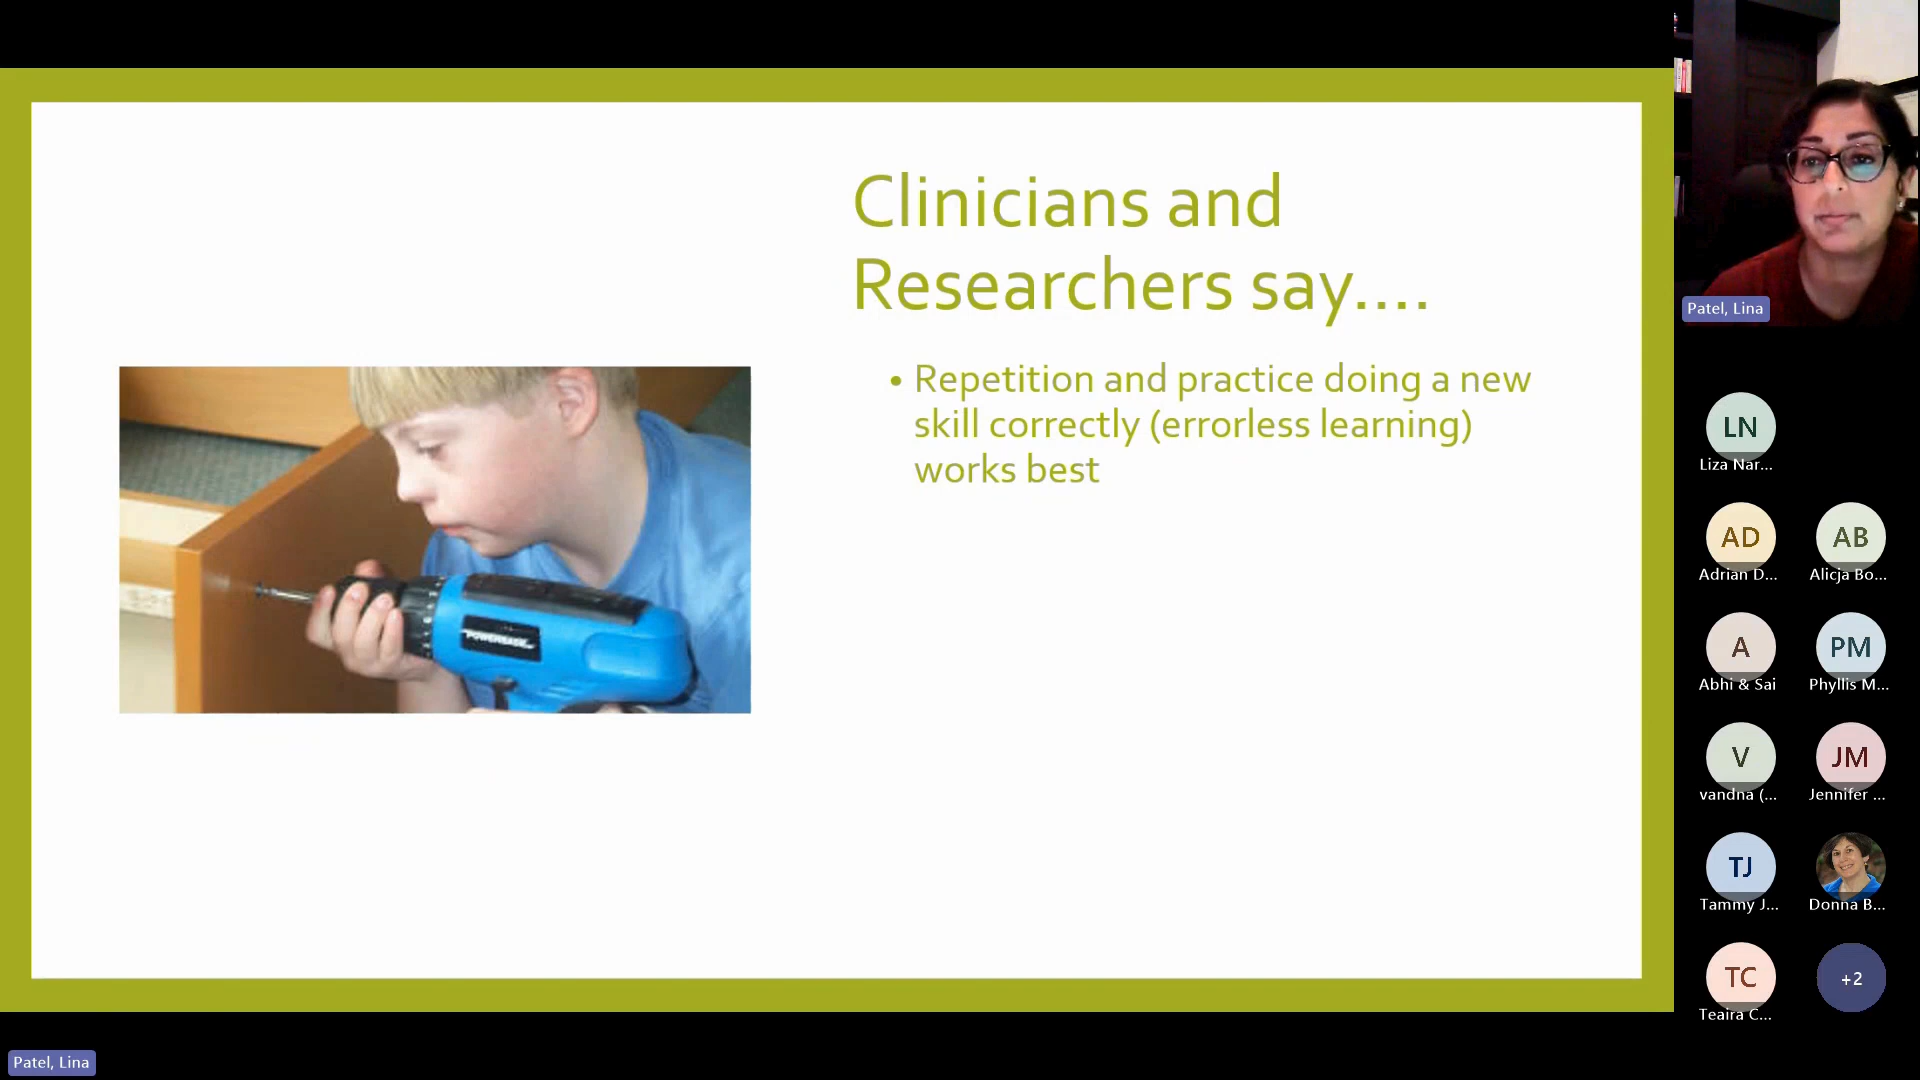 Clinicians and
Researchers say....
• Repetition and practice doing a new
skill correctly (errorless learning)
works best
Patel, Lina
LN
Liza Nar...
AD
Adrian D...
AB
Alicja Bo...
A
Abhi & Sai
PM
Phyllis M...
V
vandna (...
JM
Jennifer ...
TJ
Tammy J...
Donna B...
TC
Teaira C...
+2
Patel, Lina